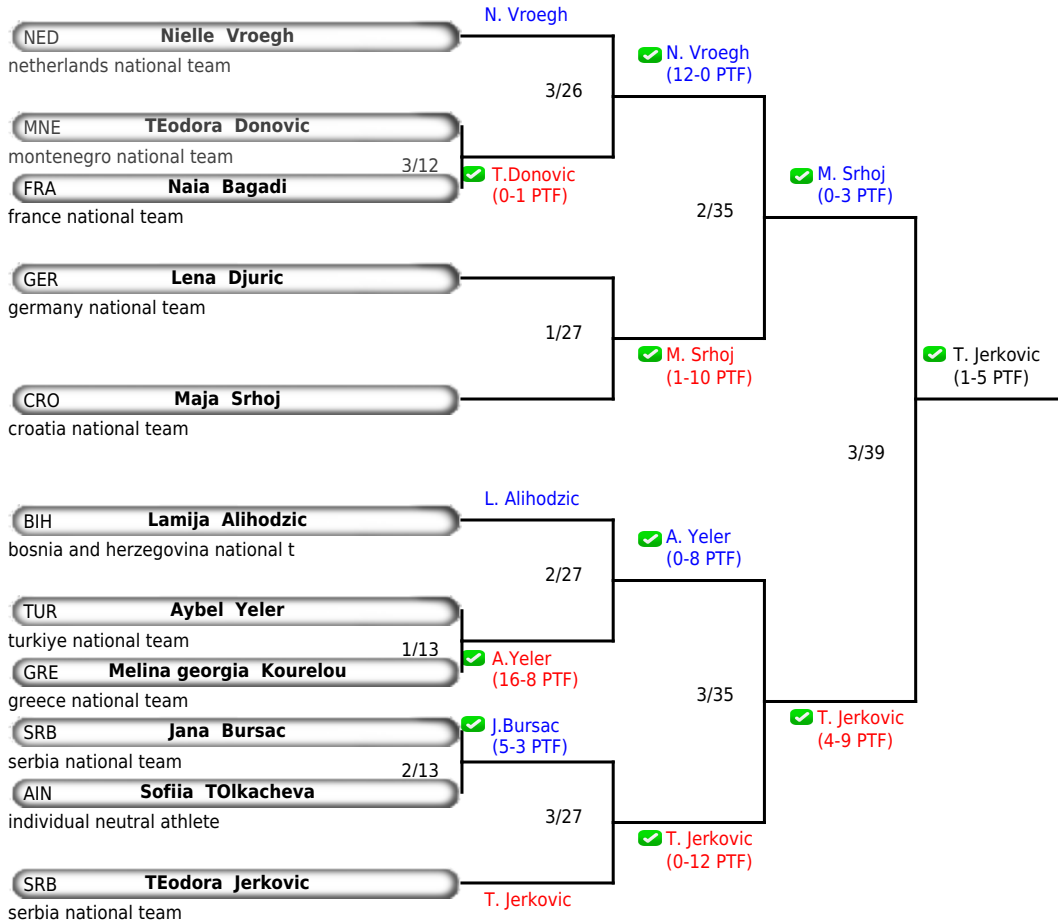 N. Vroegh
NED Nielle Vroegh
netherlands national team
N. Vroegh
(12-0 PTF)
3/26
MNE TEodora Donovic
montenegro national team
3/12
T.Donovic
(0-1 PTF)
FRA Naia Bagadi
france national team
M. Srhoj
(0-3 PTF)
2/35
GER Lena Djuric
germany national team
1/27
M. Srhoj
(1-10 PTF)
T. Jerkovic
(1-5 PTF)
CRO Maja Srhoj
croatia national team
3/39
L. Alihodzic
BIH Lamija Alihodzic
bosnia and herzegovina national t
A. Yeler
(0-8 PTF)
2/27
TUR Aybel Yeler
turkiye national team
1/13
A.Yeler
(16-8 PTF)
GRE Melina georgia Kourelou
greece national team
3/35
SRB Jana Bursac
serbia national team
J.Bursac
(5-3 PTF)
T. Jerkovic
(4-9 PTF)
2/13
AIN Sofiia TOlkacheva
individual neutral athlete
3/27
T. Jerkovic
(0-12 PTF)
SRB TEodora Jerkovic
serbia national team
T. Jerkovic